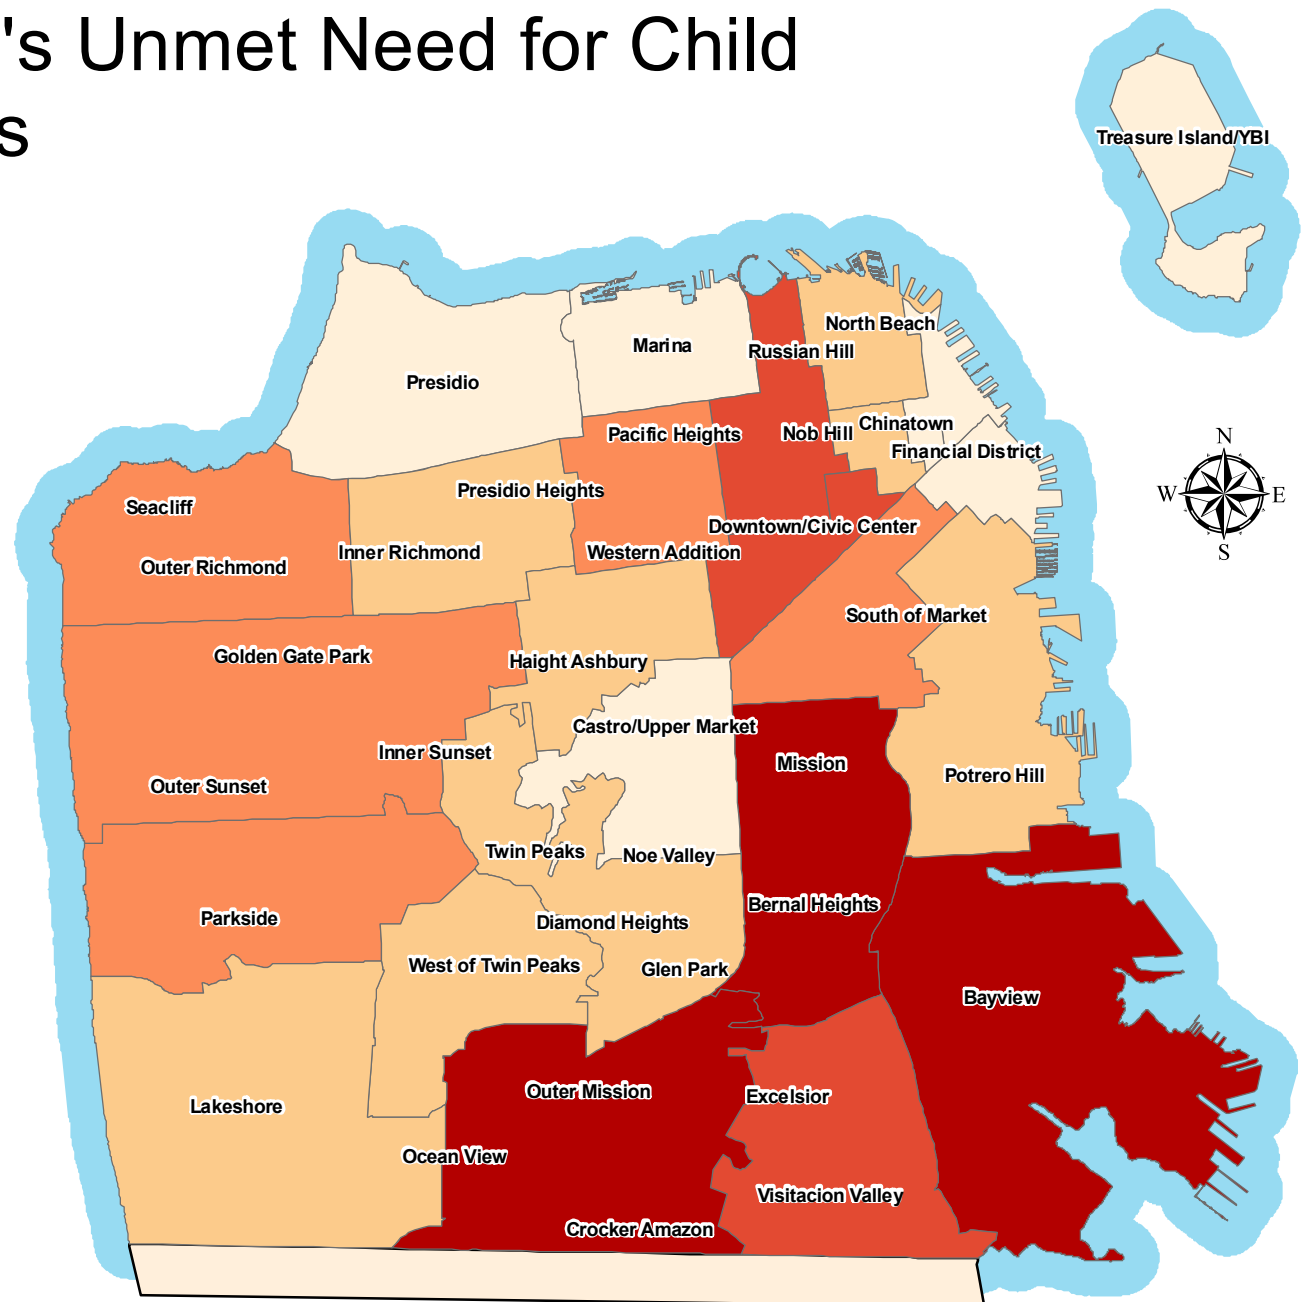 's Unmet Need for Child
s
Treasure Island/YBI
North Beach
Marina
Russian Hill
Presidio
Chinatown
Pacific Heights
Nob Hill
Financial District
N
W
E
S
Presidio Heights
Seacliff
Downtown/Civic Center
Inner Richmond
Western Addition
Outer Richmond
South of Market
Golden Gate Park
Haight Ashbury
Castro/Upper Market
Inner Sunset
Mission
Potrero Hill
Outer Sunset
Twin Peaks
Noe Valley
Bernal Heights
Parkside
Diamond Heights
West of Twin Peaks
Glen Park
Bayview
Outer Mission
Excelsior
Lakeshore
Ocean View
Visitacion Valley
Crocker Amazon